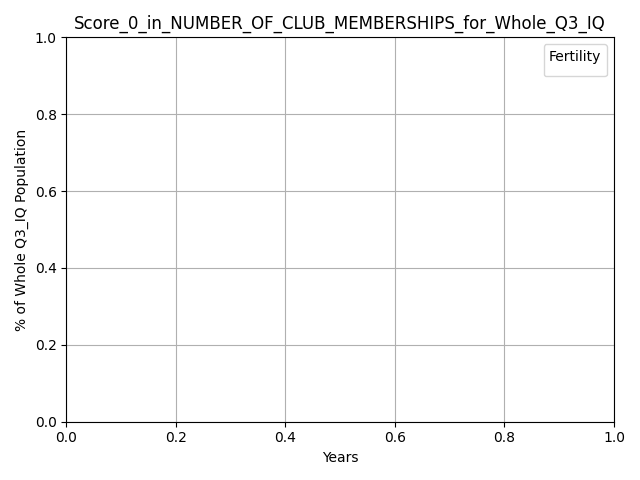 Score_0_in_NUMBER_OF_CLUB_MEMBERSHIPS_for_Whole_Q3_IQ
Fertility
% of Whole Q3_IQ Population
1.0
0.8
0.6
0.4
0.2
0.0
0.0 0.2 0.4 0.6 0.8 1.0
Years